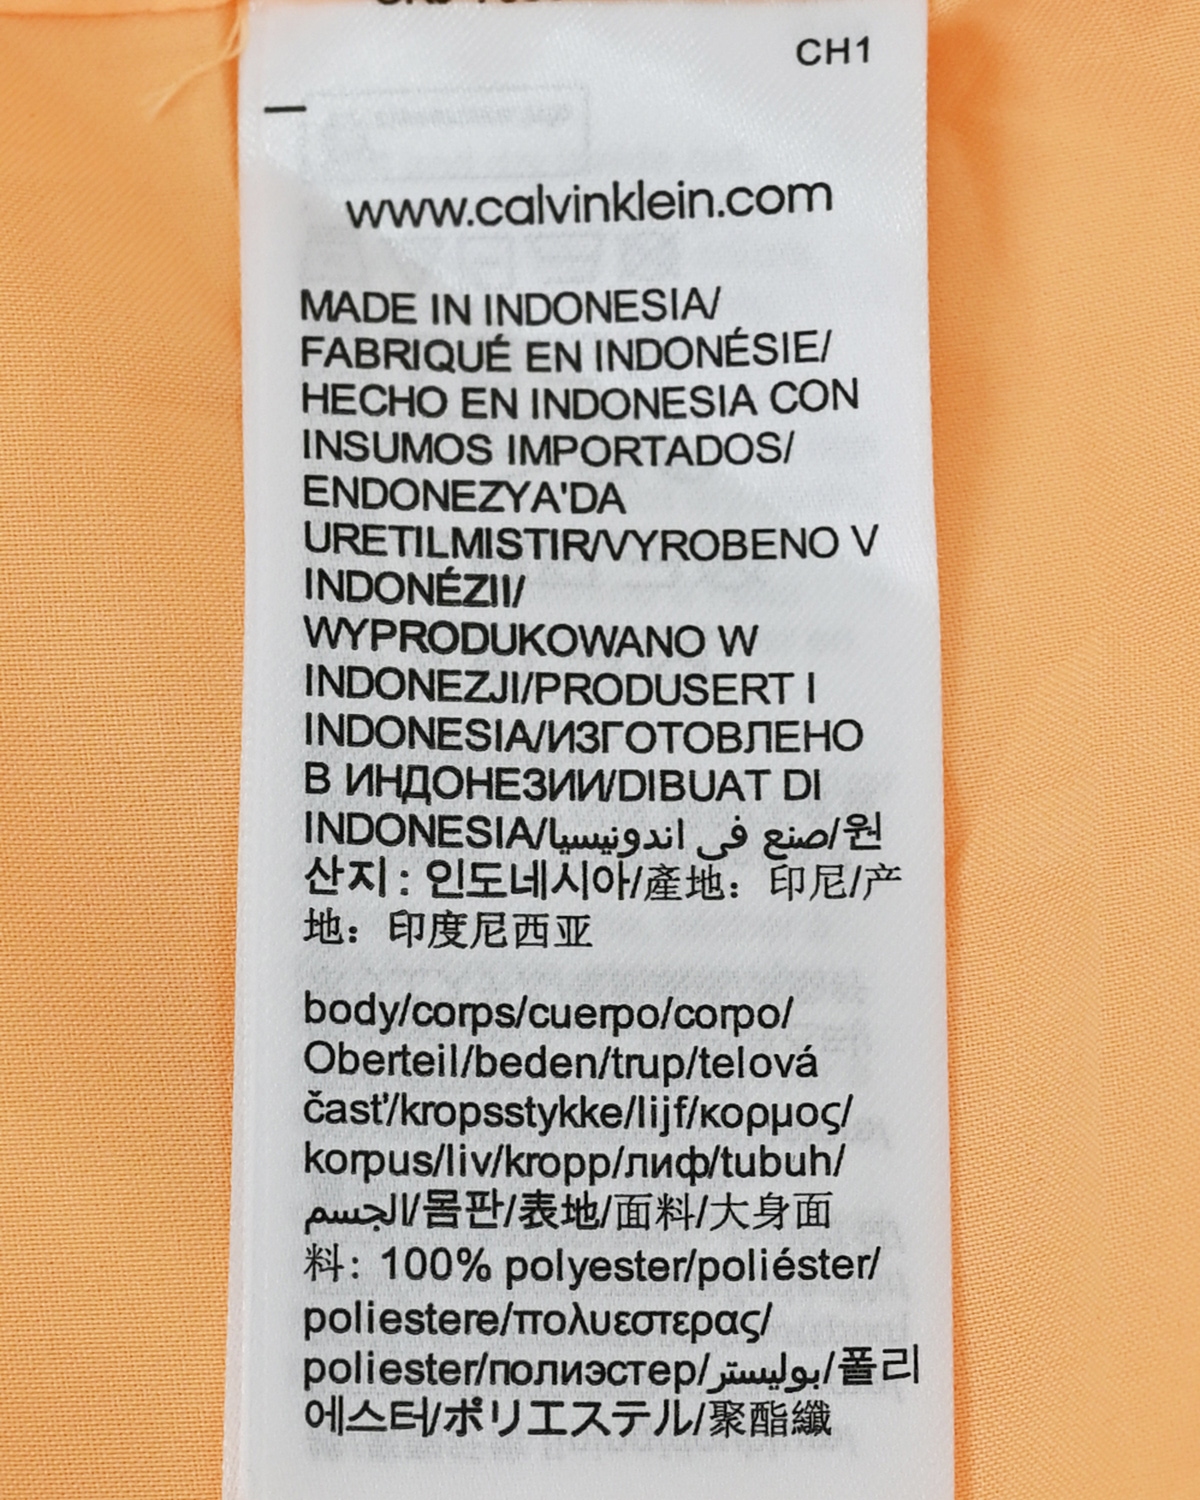 CH1
www.calvinklein.com
MADE IN INDONESIA/
FABRIQUÉ EN INDONÉSIE/
HECHO EN INDONESIA CON
INSUMOS IMPORTADOS/
ENDONEZYA'DA
URETILMISTIR/VYROBENO V
INDONÉZII/
WYPRODUKOWANO W
INDONEZJI/PRODUSERT I
INDONESIA/ИЗГОТОВЛЕНО
В ИНДОНЕЗИИ/DIBUAT DI
INDONESIA/صنع في اندونيسيا/원
산지 : 인도네시아/產地：印尼/产
地：印度尼西亚
body/corps/cuerpo/corpo/
Oberteil/beden/trup/telová
časť/kropsstykke/lijf/κορμος/
korpus/liv/kropp/лиф/tubuh/
الجسم/몸판/表地/面料/大身面
料：100% polyester/poliéster/
poliestere/πολυεστερας/
poliester/полиэстер/بوليستر/폴리
에스터/ポリエステル/聚酯纖